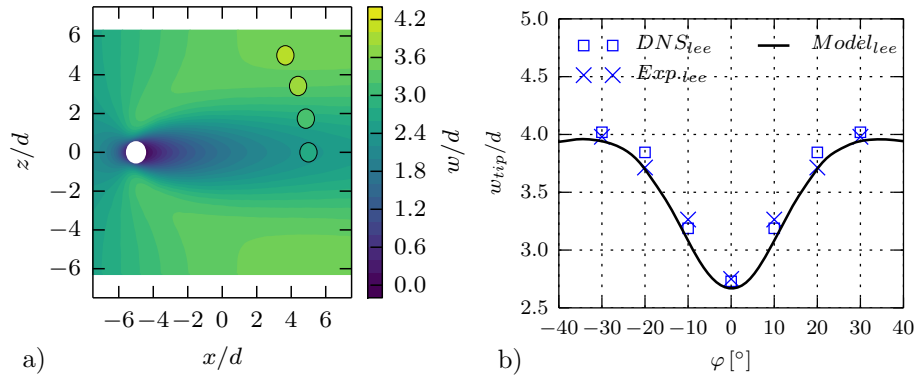 6
4
2
0
−2
−4
−6
z/d
−6 −4 −2 0 2 4 6
x/d
a)
4.2
3.6
3.0
2.4
1.8
1.2
0.6
0.0
w/d
5.0
4.5
4.0
3.5
3.0
2.5
w_tip/d
DNS_lee
Exp._lee
Model_lee
−40 −30 −20 −10 0 10 20 30 40
φ [°]
b)